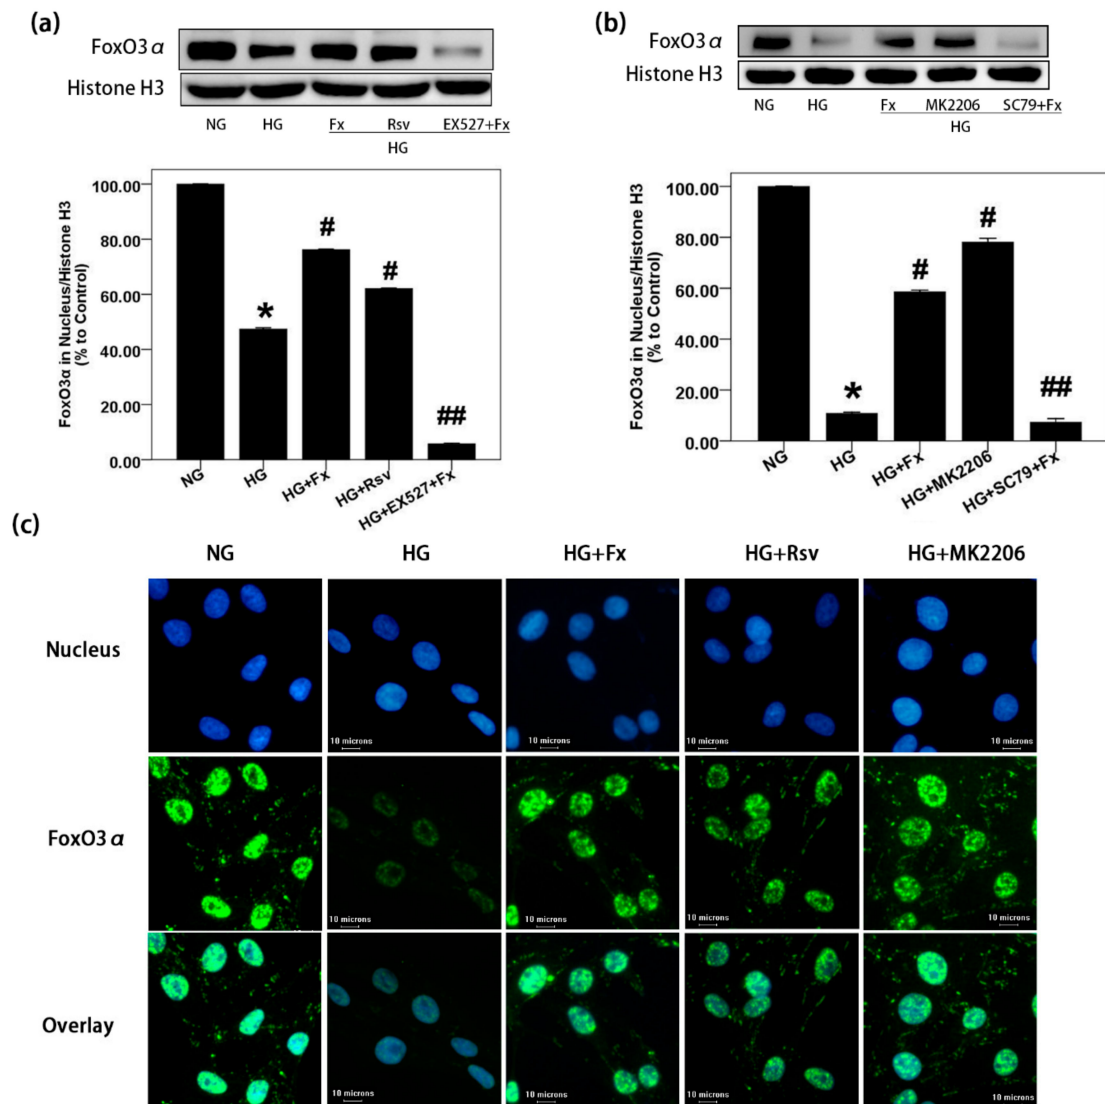 (a)
FoxO3α
Histone H3
NG HG Fx Rsv EX527+Fx
HG
FoxO3α in Nucleus/Histone H3
(% to Control)
100.00
80.00
60.00
40.00
20.00
0.00
*
#
#
##
NG
HG
HG+Fx
HG+Rsv
HG+EX527+Fx
(b)
FoxO3α
Histone H3
NG HG Fx MK2206 SC79+Fx
HG
FoxO3α in Nucleus/Histone H3
(% to Control)
100.00
80.00
60.00
40.00
20.00
0.00
*
#
#
##
NG
HG
HG+Fx
HG+MK2206
HG+SC79+Fx
(c)
NG HG HG+Fx HG+Rsv HG+MK2206
Nucleus
10 microns 10 microns 10 microns 10 microns 10 microns
FoxO3α
10 microns 10 microns 10 microns 10 microns 10 microns
Overlay
10 microns 10 microns 10 microns 10 microns 10 microns